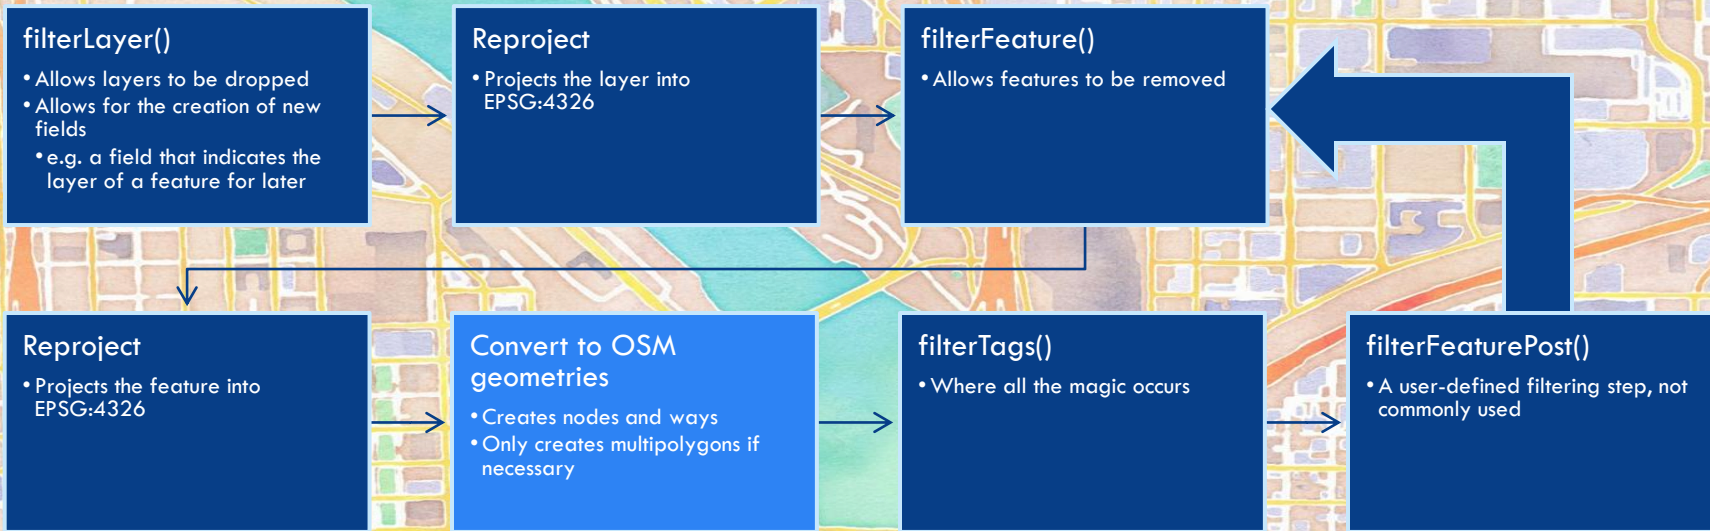 filterLayer()
•Allows layers to be dropped
•Allows for the creation of new
fields
•e.g. a field that indicates the
layer of a feature for later
Reproject
•Projects the layer into
EPSG:4326
filterFeature()
•Allows features to be removed
Reproject
•Projects the feature into
EPSG:4326
Convert to OSM
geometries
•Creates nodes and ways
•Only creates multipolygons if
necessary
filterTags()
•Where all the magic occurs
filterFeaturePost()
•A user-defined filtering step, not
commonly used